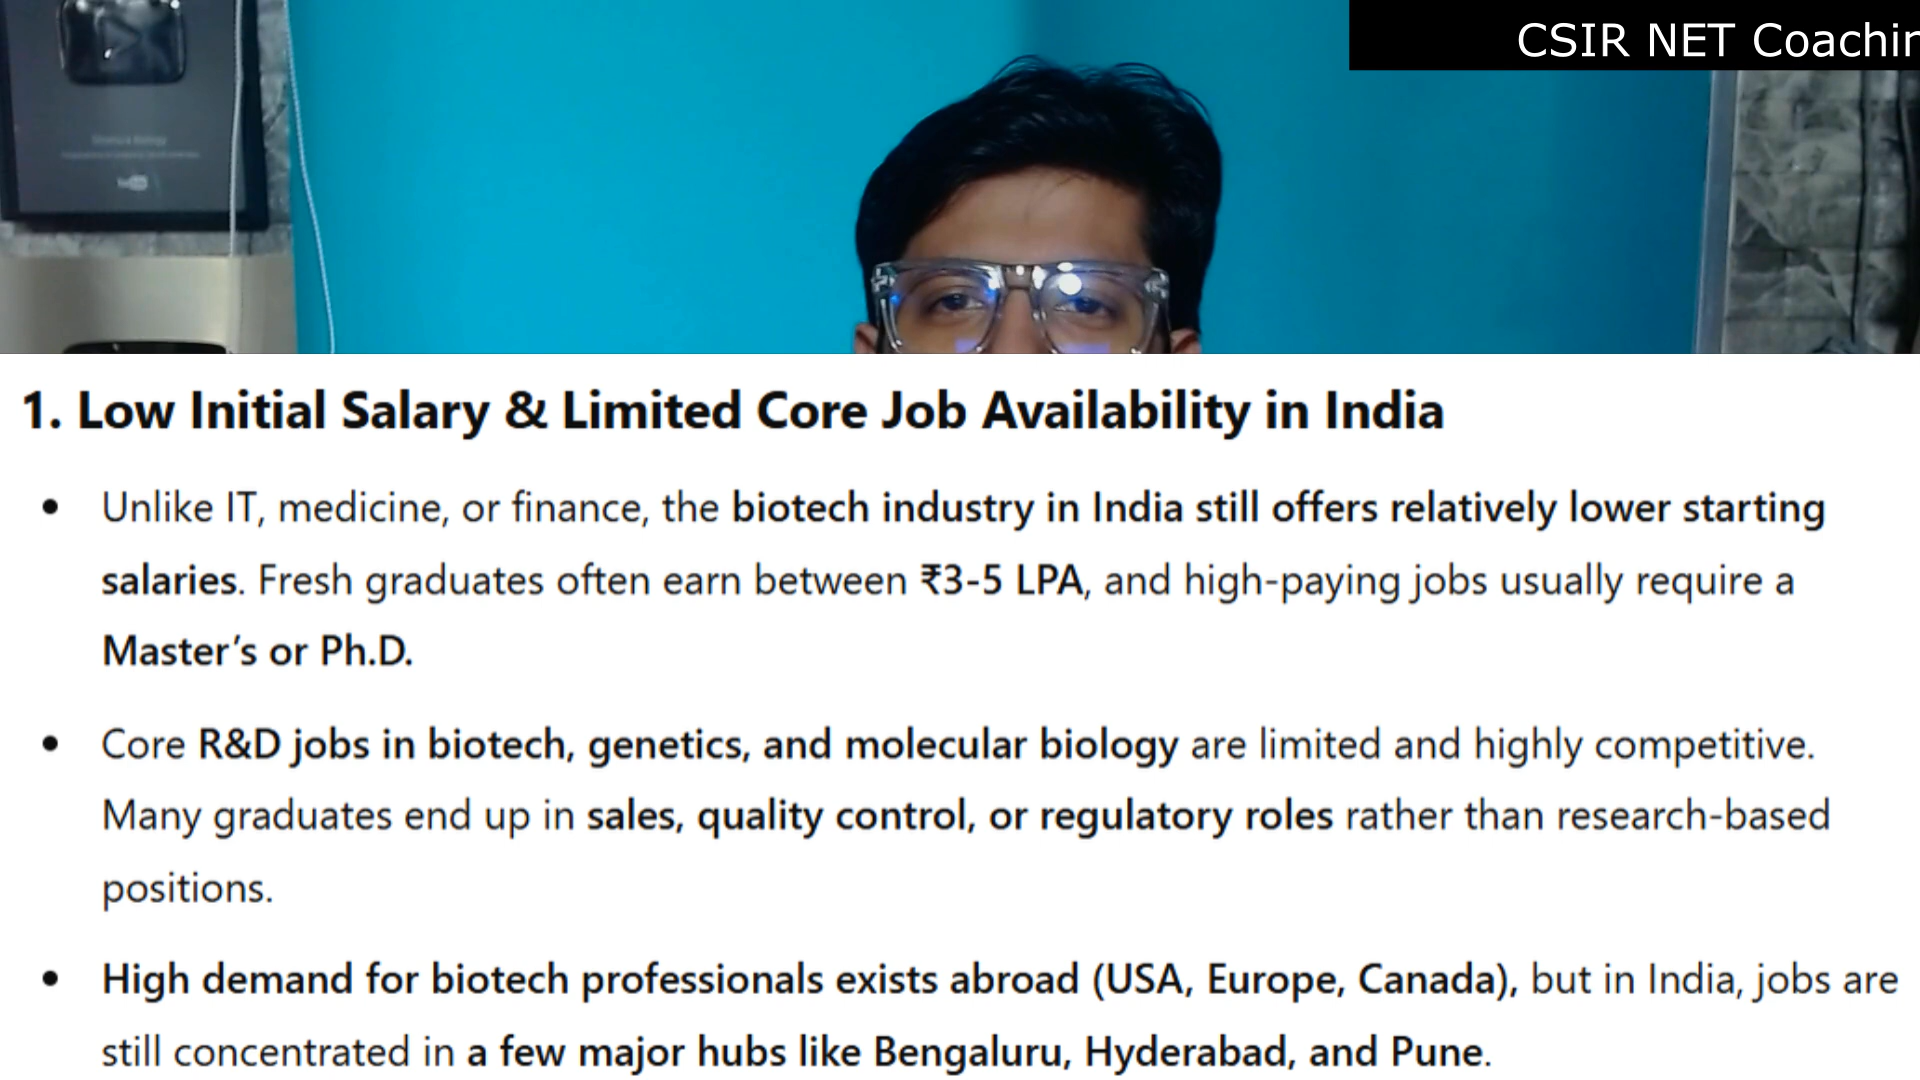 CSIR NET Coachin
1. Low Initial Salary & Limited Core Job Availability in India
• Unlike IT, medicine, or finance, the biotech industry in India still offers relatively lower starting
salaries. Fresh graduates often earn between ₹3-5 LPA, and high-paying jobs usually require a
Master’s or Ph.D.
• Core R&D jobs in biotech, genetics, and molecular biology are limited and highly competitive.
Many graduates end up in sales, quality control, or regulatory roles rather than research-based
positions.
• High demand for biotech professionals exists abroad (USA, Europe, Canada), but in India, jobs are
still concentrated in a few major hubs like Bengaluru, Hyderabad, and Pune.